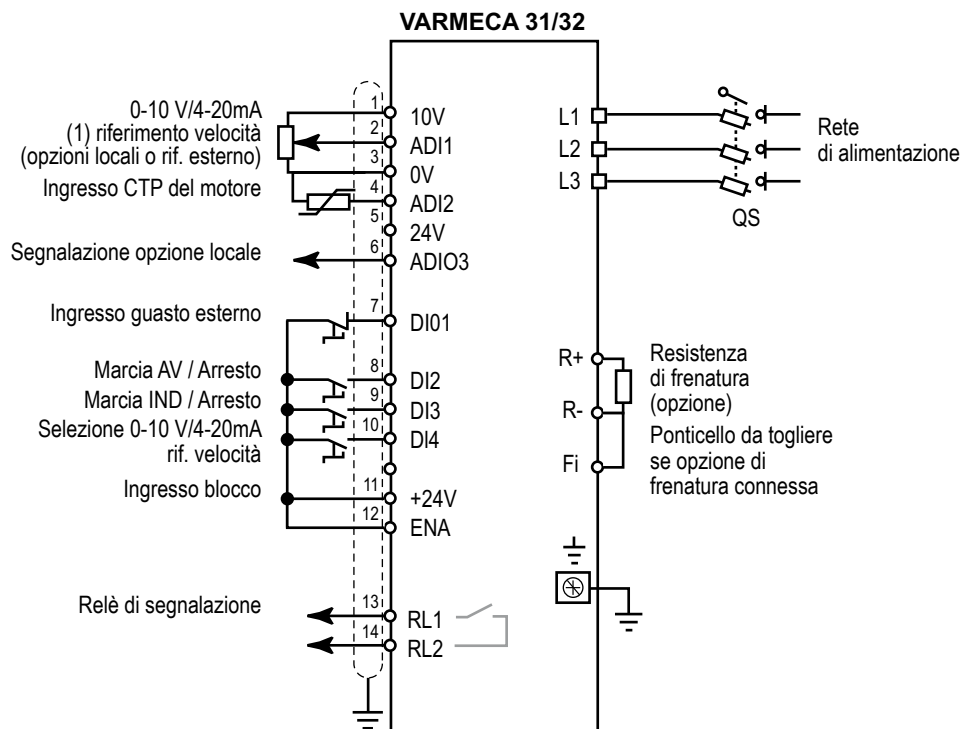 VARMECA 31/32
0-10 V/4-20mA
(1) riferimento velocità
(opzioni locali o rif. esterno)
Ingresso CTP del motore
Segnalazione opzione locale
Ingresso guasto esterno
Marcia AV / Arresto
Marcia IND / Arresto
Selezione 0-10 V/4-20mA
rif. velocità
Ingresso blocco
Relè di segnalazione
1
2
3
4
5
6
7
8
9
10
11
12
13
14
10V
ADI1
0V
ADI2
24V
ADIO3
DI01
DI2
DI3
DI4
+24V
ENA
RL1
RL2
L1
L2
L3
QS
Rete
di alimentazione
R+
R-
Fi
Resistenza
di frenatura
(opzione)
Ponticello da togliere
se opzione di
frenatura connessa